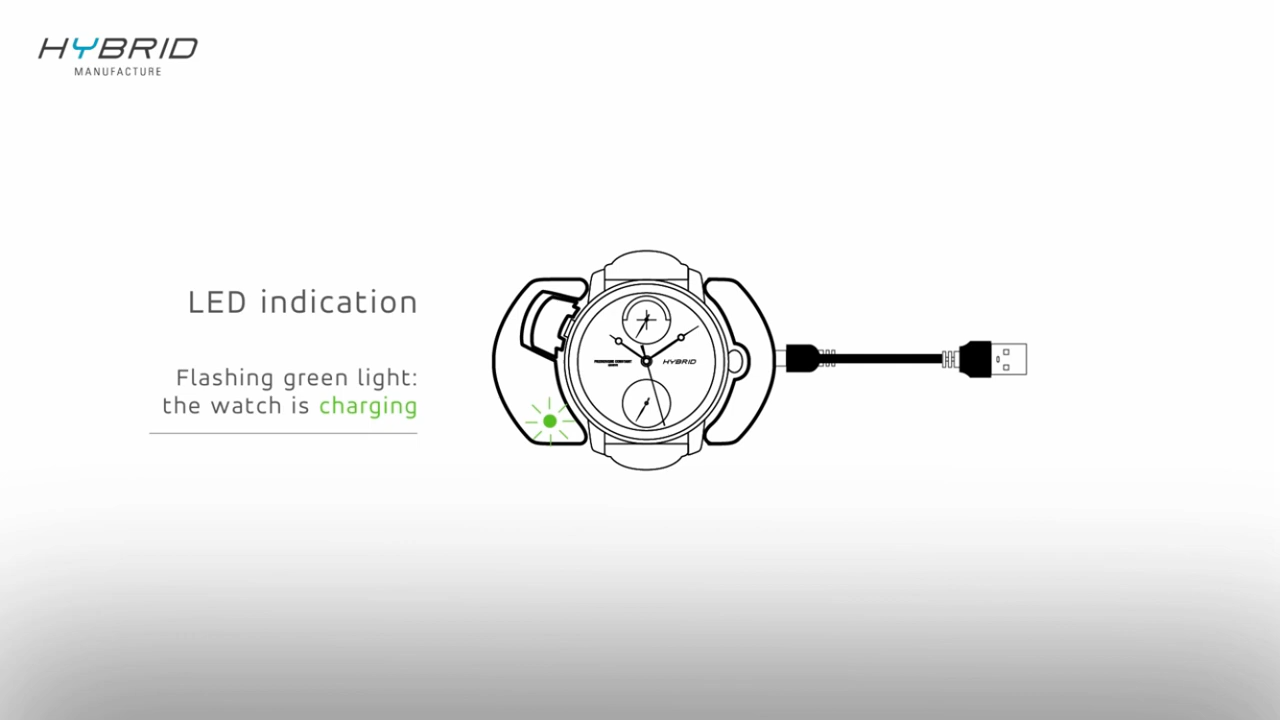 HYBRID
MANUFACTURE
LED indication
Flashing green light:
the watch is charging
HYBRID